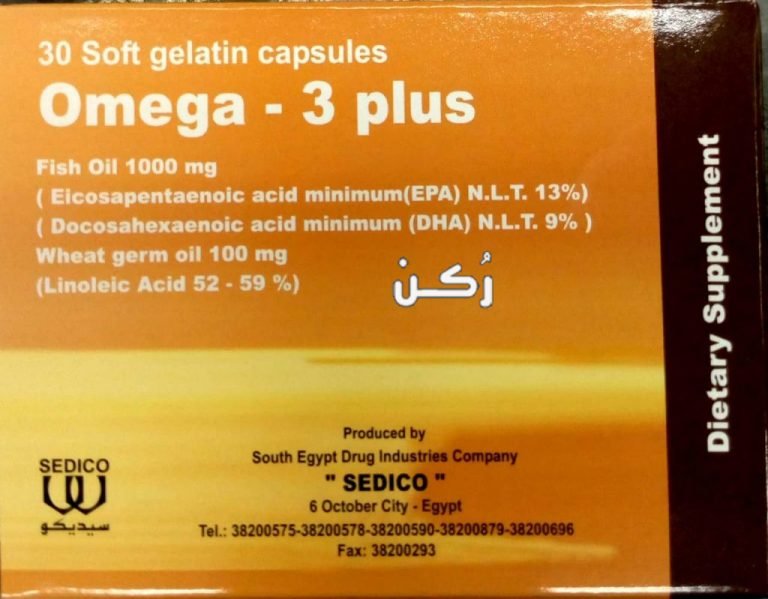 30 Soft gelatin capsules
Omega - 3 plus
Fish Oil 1000 mg
( Eicosapentaenoic acid minimum(EPA) N.L.T. 13%)
( Docosahexaenoic acid minimum (DHA) N.L.T. 9% )
Wheat germ oil 100 mg
(Linoleic Acid 52 - 59 %)
رُكن
Dietary Supplement
Produced by
South Egypt Drug Industries Company
" SEDICO "
6 October City - Egypt
Tel.: 38200575-38200578-38200590-38200879-38200696
Fax: 38200293
SEDICO
سيديكو